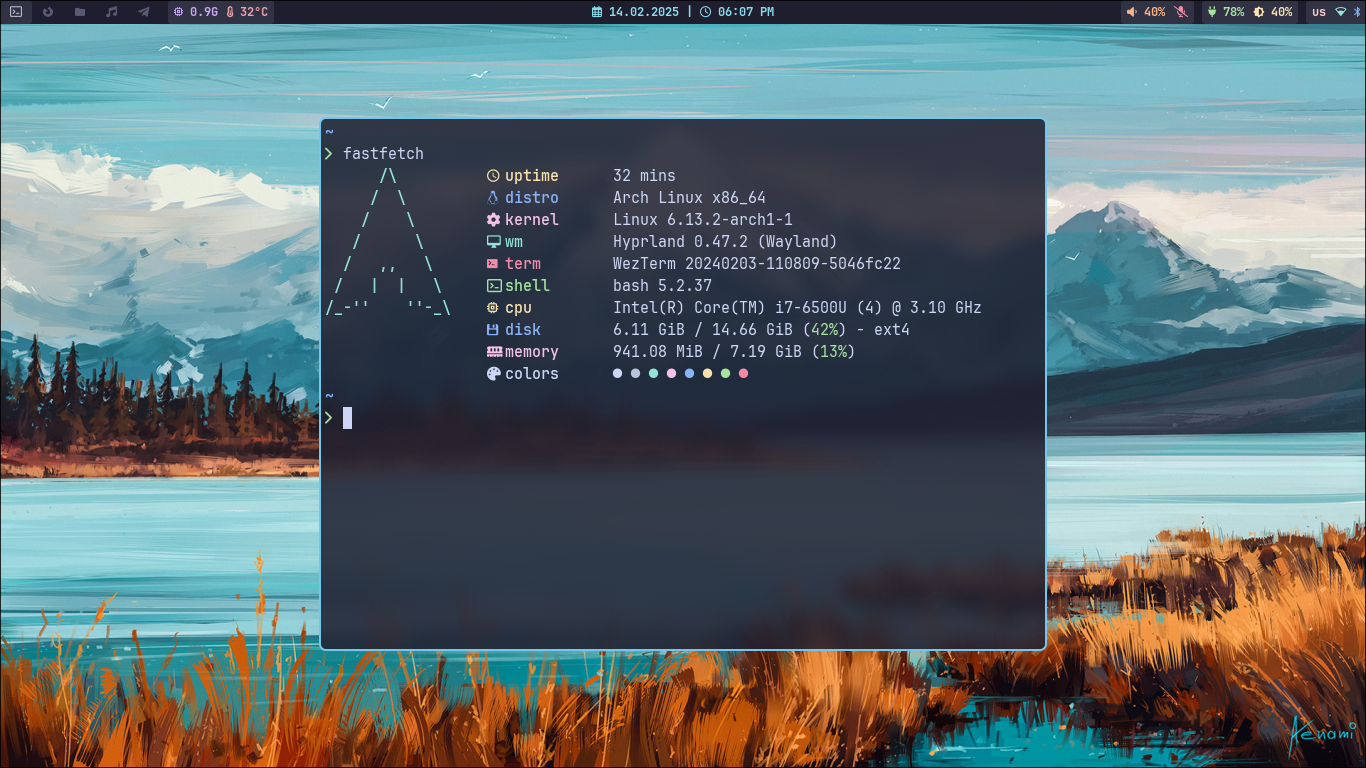 0.9G 32°C
14.02.2025 | 06:07 PM
40% 78% 40% US
~
> fastfetch
/\
/  \
/    \
/      \
/   ,,   \
/   |  |   \
/_-''    ''-_\
uptime 32 mins
distro Arch Linux x86_64
kernel Linux 6.13.2-arch1-1
wm Hyprland 0.47.2 (Wayland)
term WezTerm 20240203-110809-5046fc22
shell bash 5.2.37
cpu Intel(R) Core(TM) i7-6500U (4) @ 3.10 GHz
disk 6.11 GiB / 14.66 GiB (42%) - ext4
memory 941.08 MiB / 7.19 GiB (13%)
colors
~
>
Kenami